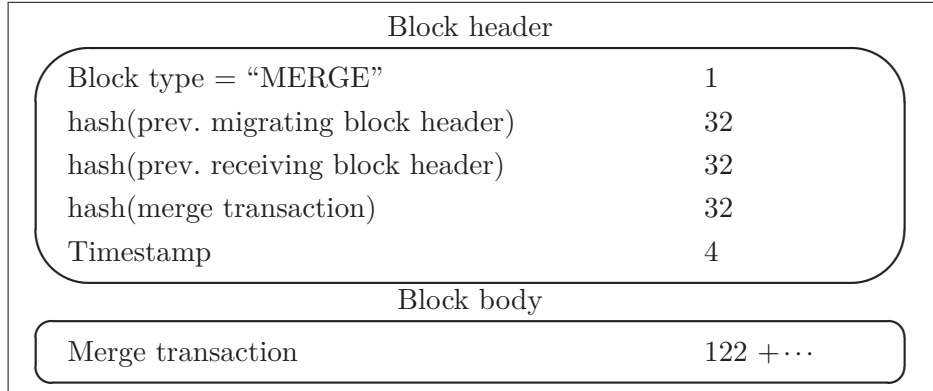 Block header
Block type = “MERGE” 1
hash(prev. migrating block header) 32
hash(prev. receiving block header) 32
hash(merge transaction) 32
Timestamp 4
Block body
Merge transaction 122 + ⋯